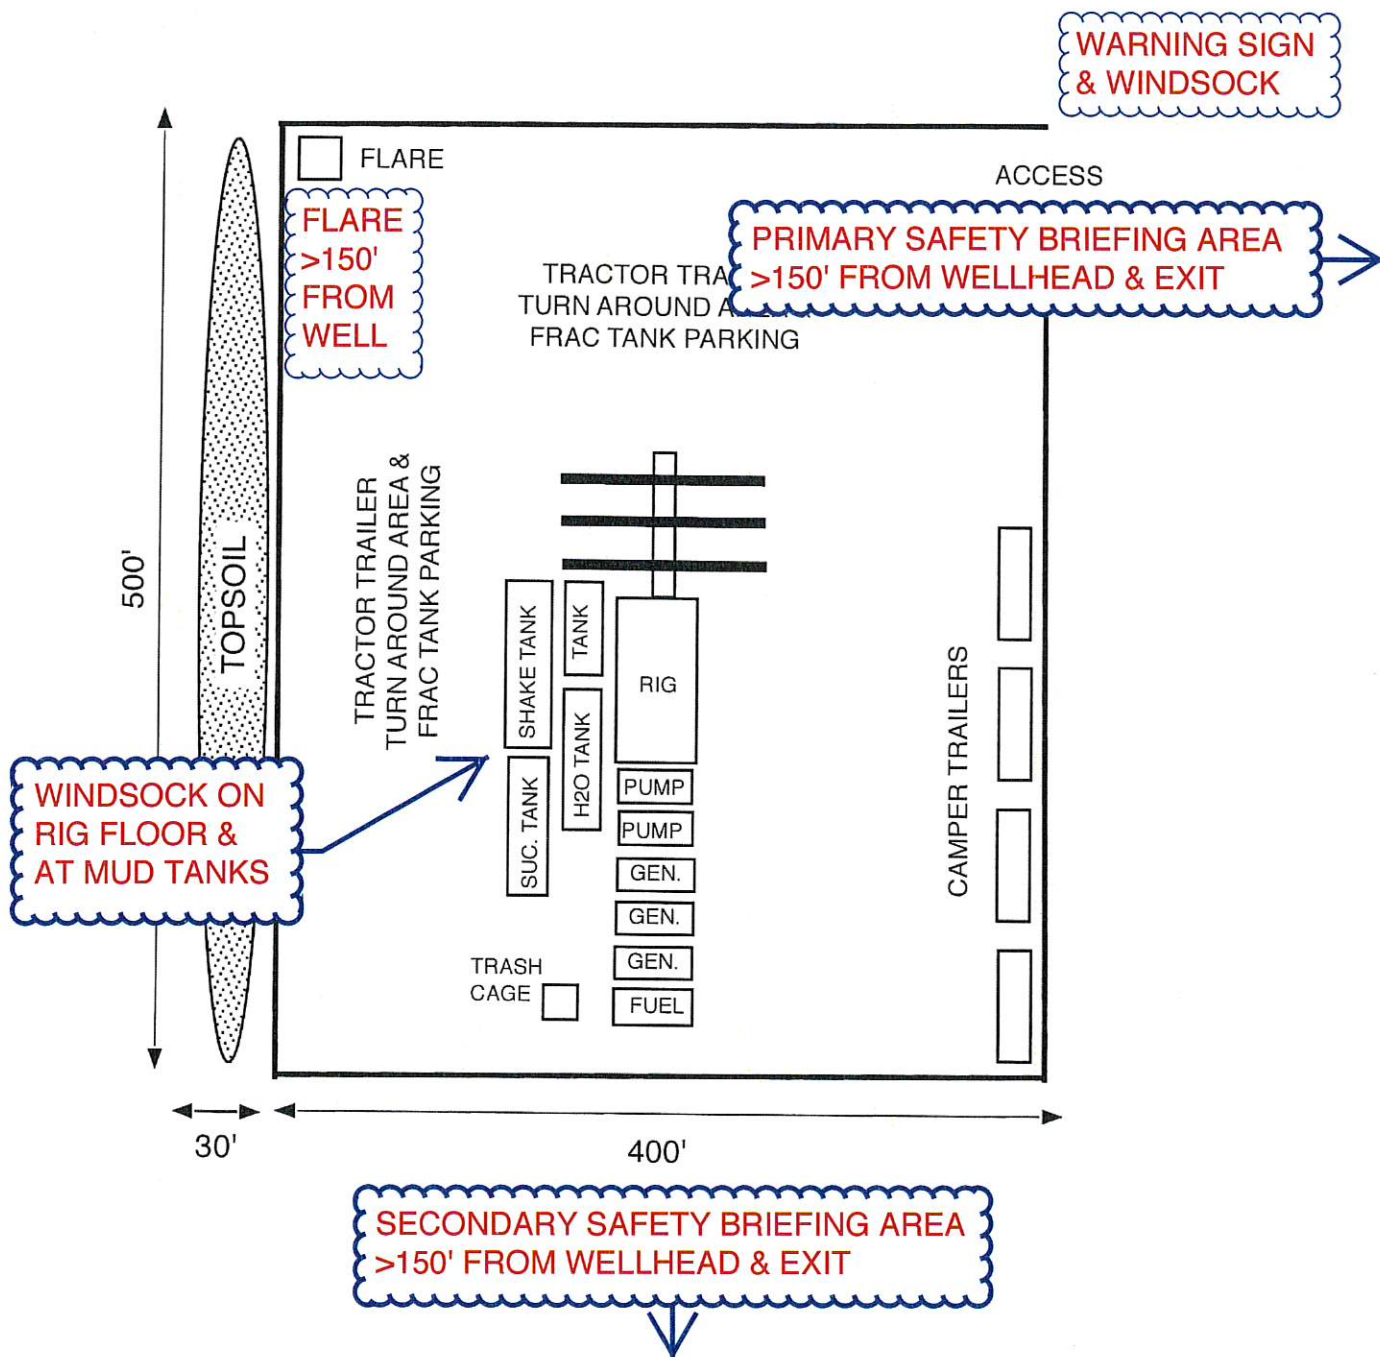 WARNING SIGN
& WINDSOCK
FLARE
ACCESS
FLARE
>150'
FROM
WELL
PRIMARY SAFETY BRIEFING AREA
>150' FROM WELLHEAD & EXIT
TRACTOR
TURN AROUND
FRAC TANK PARKING
TRACTOR TRAILER
TURN AROUND AREA &
FRAC TANK PARKING
500'
TOPSOIL
SHAKE TANK
TANK
RIG
H2O TANK
SUC. TANK
PUMP
PUMP
GEN.
GEN.
GEN.
FUEL
CAMPER TRAILERS
WINDSOCK ON
RIG FLOOR &
AT MUD TANKS
TRASH
CAGE
30'
400'
SECONDARY SAFETY BRIEFING AREA
>150' FROM WELLHEAD & EXIT